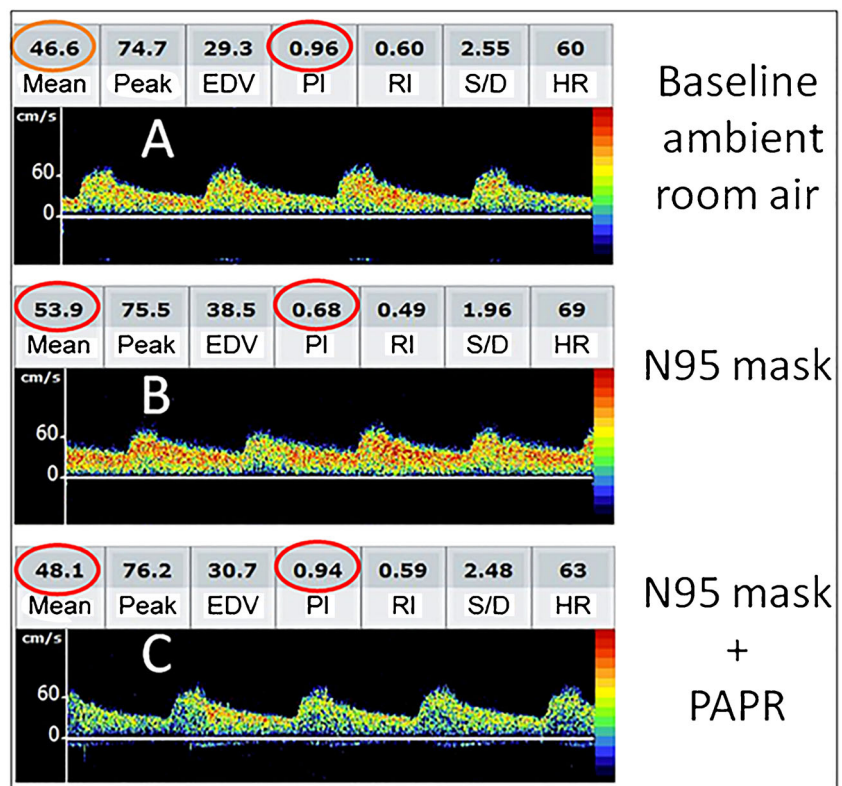 46.6 74.7 29.3 0.96 0.60 2.55 60
Mean Peak EDV PI RI S/D HR
cm/s
A
60
0
Baseline
ambient
room air
53.9 75.5 38.5 0.68 0.49 1.96 69
Mean Peak EDV PI RI S/D HR
cm/s
B
60
0
N95 mask
48.1 76.2 30.7 0.94 0.59 2.48 63
Mean Peak EDV PI RI S/D HR
cm/s
C
60
0
N95 mask
+
PAPR